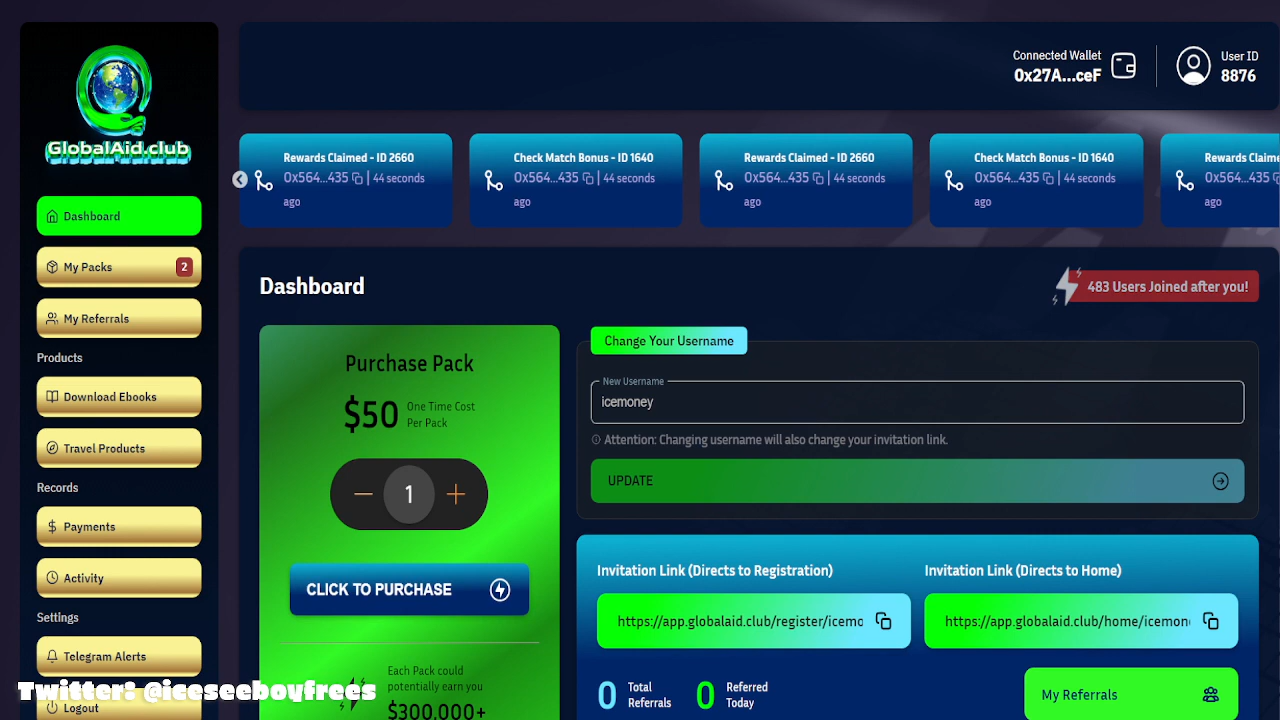 GlobalAid.club
Dashboard
My Packs
2
My Referrals
Products
Download Ebooks
Travel Products
Records
Payments
Activity
Settings
Telegram Alerts
Logout
Twitter: @iceseeboyfrees
Connected Wallet
0x27A...ceF
User ID
8876
Rewards Claimed - ID 2660
0x564...435 | 44 seconds
ago
Check Match Bonus - ID 1640
0x564...435 | 44 seconds
ago
Rewards Claimed - ID 2660
0x564...435 | 44 seconds
ago
Check Match Bonus - ID 1640
0x564...435 | 44 seconds
ago
Rewards Claime
0x564...435
ago
Dashboard
483 Users Joined after you!
Purchase Pack
$50
One Time Cost
Per Pack
1
CLICK TO PURCHASE
Each Pack could
potentially earn you
$300,000+
Change Your Username
New Username
icemoney
Attention: Changing username will also change your invitation link.
UPDATE
Invitation Link (Directs to Registration)
https://app.globalaid.club/register/icemo
Invitation Link (Directs to Home)
https://app.globalaid.club/home/icemon
0
Total
Referrals
0
Referred
Today
My Referrals